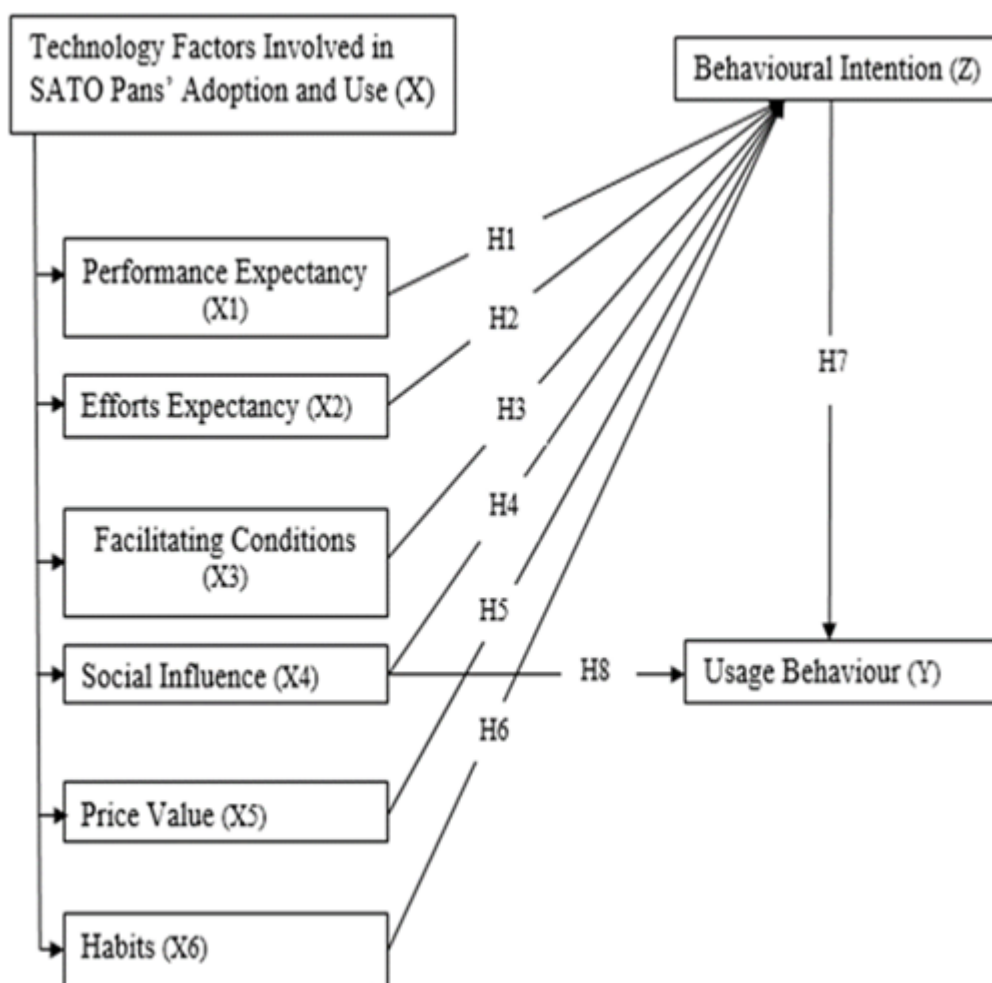 Technology Factors Involved in
SATO Pans’ Adoption and Use (X)
Behavioural Intention (Z)
Performance Expectancy
(X1)
H1
H2
Efforts Expectancy (X2)
H7
H3
Facilitating Conditions
(X3)
H4
H5
Social Influence (X4)
H8
Usage Behaviour (Y)
H6
Price Value (X5)
Habits (X6)